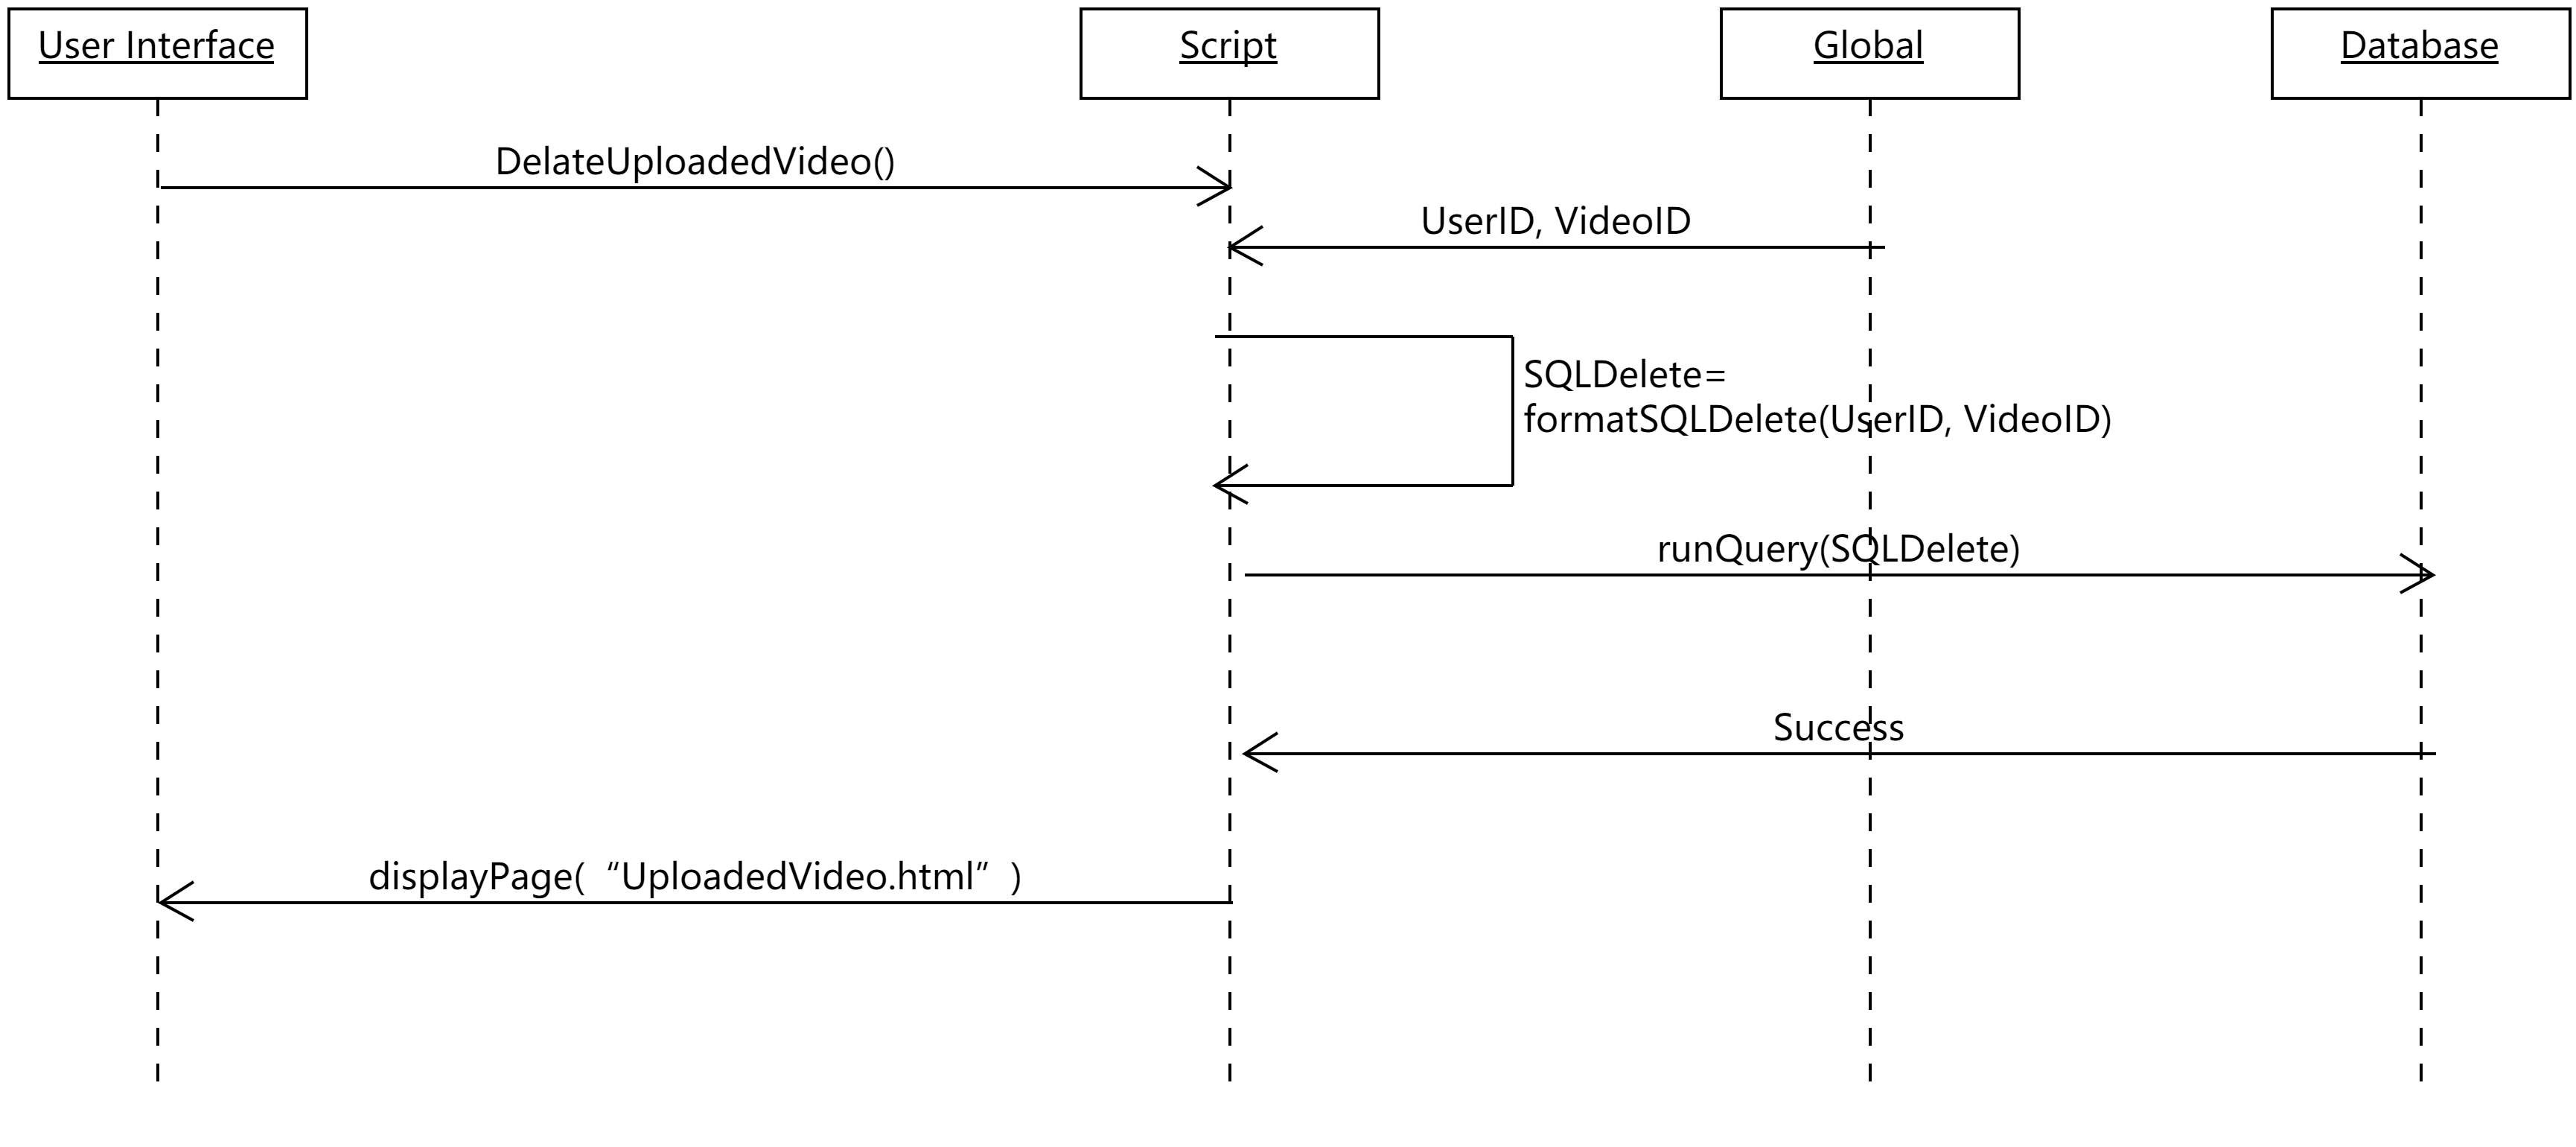 User Interface
Script
Global
Database
DelateUploadedVideo()
UserID, VideoID
SQLDelete=
formatSQLDelete(UserID, VideoID)
runQuery(SQLDelete)
Success
displayPage( “UploadedVideo.html” )